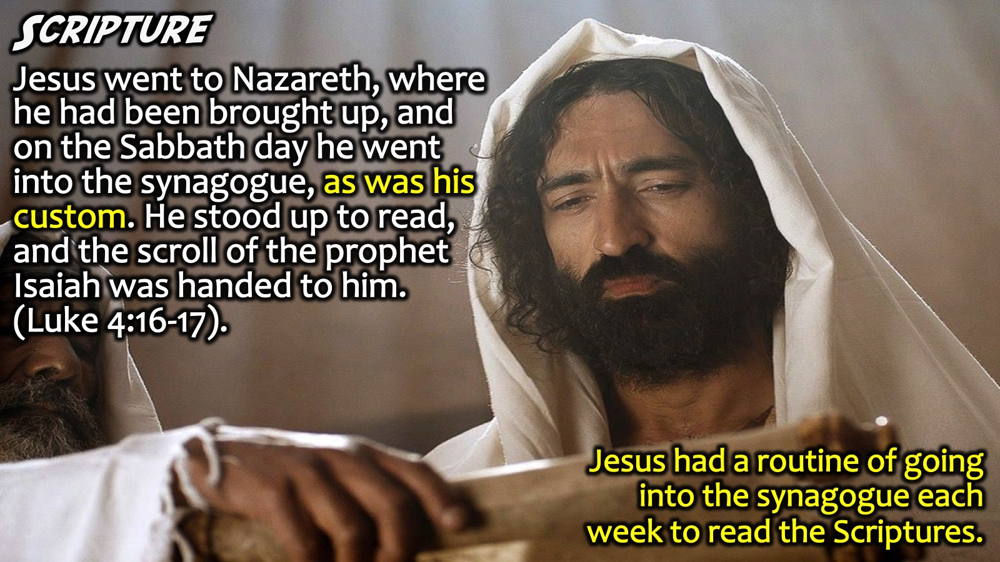 SCRIPTURE
Jesus went to Nazareth, where
he had been brought up, and
on the Sabbath day he went
into the synagogue, as was his
custom. He stood up to read,
and the scroll of the prophet
Isaiah was handed to him.
(Luke 4:16-17).
Jesus had a routine of going
into the synagogue each
week to read the Scriptures.